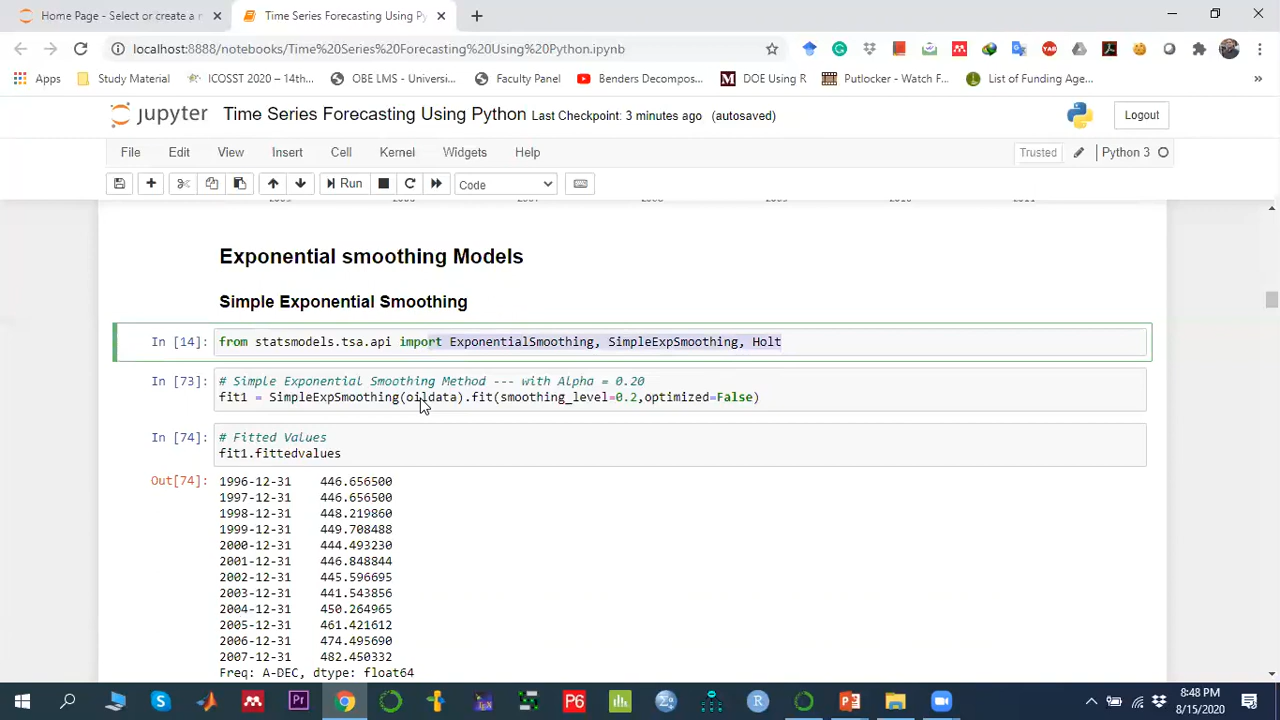 Home Page - Select or create a n
Time Series Forecasting Using Py
localhost:8888/notebooks/Time%20Series%20Forecasting%20Using%20Python.ipynb
Apps
Study Material
ICOSST 2020 – 14th...
OBE LMS - Universi...
Faculty Panel
Benders Decompos...
DOE Using R
Putlocker - Watch F...
List of Funding Age...
»
jupyter
Time Series Forecasting Using Python Last Checkpoint: 3 minutes ago (autosaved)
Logout
File Edit View Insert Cell Kernel Widgets Help
Trusted
Python 3
Run
Code
Exponential smoothing Models
Simple Exponential Smoothing
In [14]: from statsmodels.tsa.api import ExponentialSmoothing, SimpleExpSmoothing, Holt
In [73]: # Simple Exponential Smoothing Method --- with Alpha = 0.20
fit1 = SimpleExpSmoothing(oildata).fit(smoothing_level=0.2,optimized=False)
In [74]: # Fitted Values
fit1.fittedvalues
Out[74]: 1996-12-31 446.656500
1997-12-31 446.656500
1998-12-31 448.219860
1999-12-31 449.708488
2000-12-31 444.493230
2001-12-31 446.848844
2002-12-31 445.596695
2003-12-31 441.543856
2004-12-31 450.264965
2005-12-31 461.421612
2006-12-31 474.495690
2007-12-31 482.450332
Freq: A-DEC, dtype: float64
8:48 PM
8/15/2020